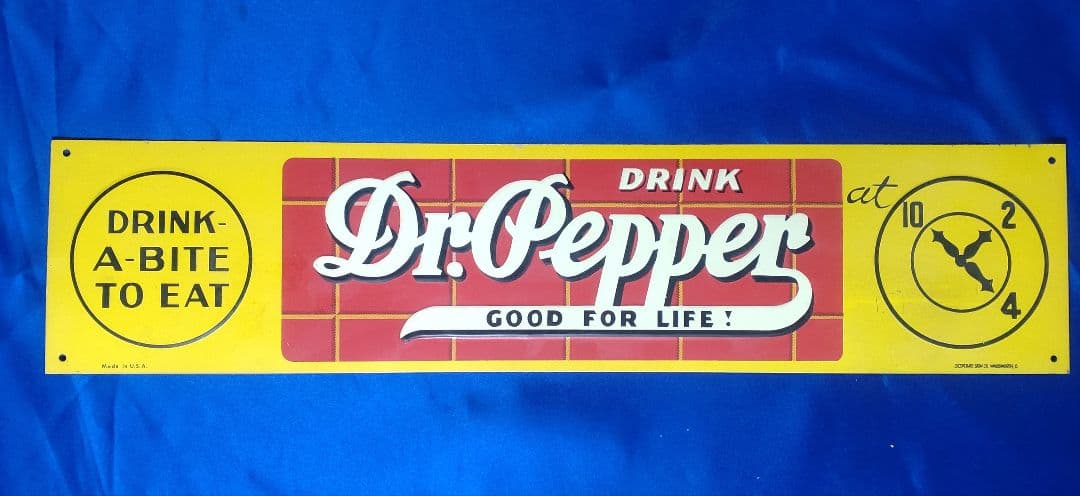 DRINK-
A-BITE
TO EAT
DRINK
Dr. Pepper
GOOD FOR LIFE!
at
10 2
4
Made in U.S.A.